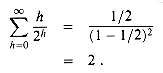 ∑_{h=0}^{∞} h/2^h = (1/2)/(1 − 1/2)^2
= 2 ,